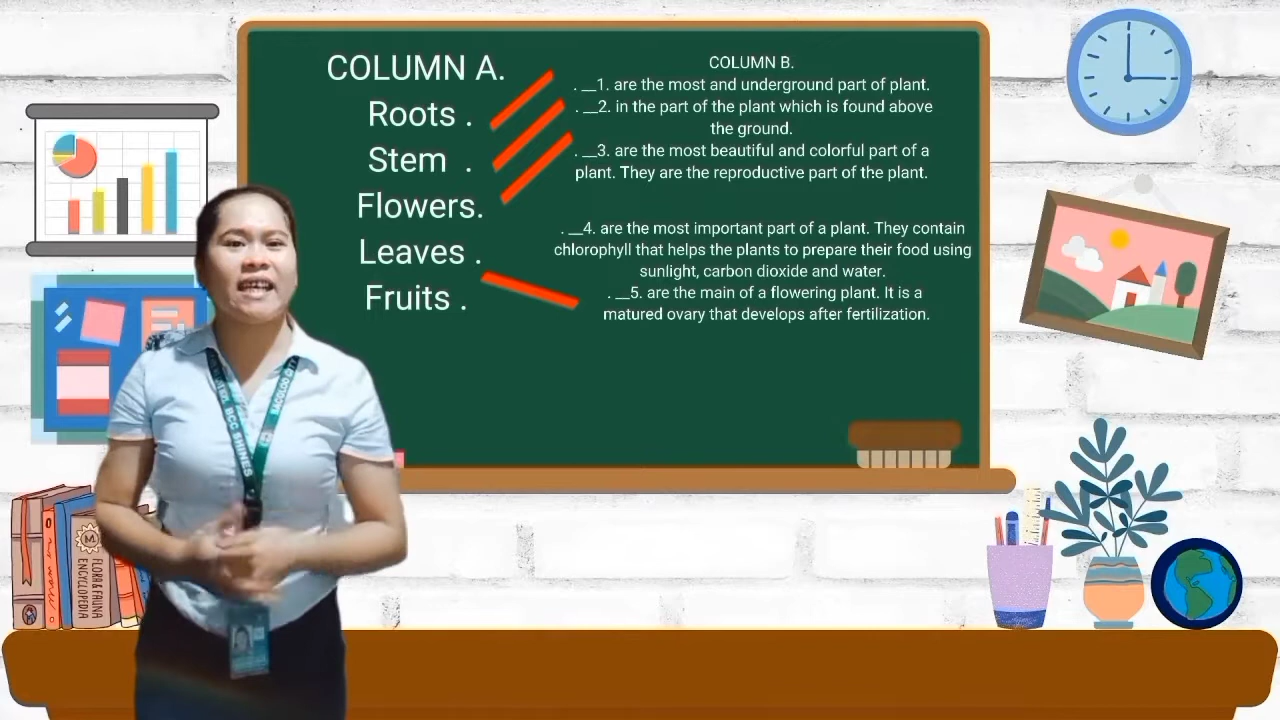 COLUMN A.
Roots .
Stem .
Flowers.
Leaves .
Fruits .
COLUMN B.
. __1. are the most and underground part of plant.
. __2. in the part of the plant which is found above
the ground.
. __3. are the most beautiful and colorful part of a
plant. They are the reproductive part of the plant.
. __4. are the most important part of a plant. They contain
chlorophyll that helps the plants to prepare their food using
sunlight, carbon dioxide and water.
. __5. are the main of a flowering plant. It is a
matured ovary that develops after fertilization.
BCC SHINES
BACOLOD
FLORA & FAUNA
ENCYCLOPEDIA
M